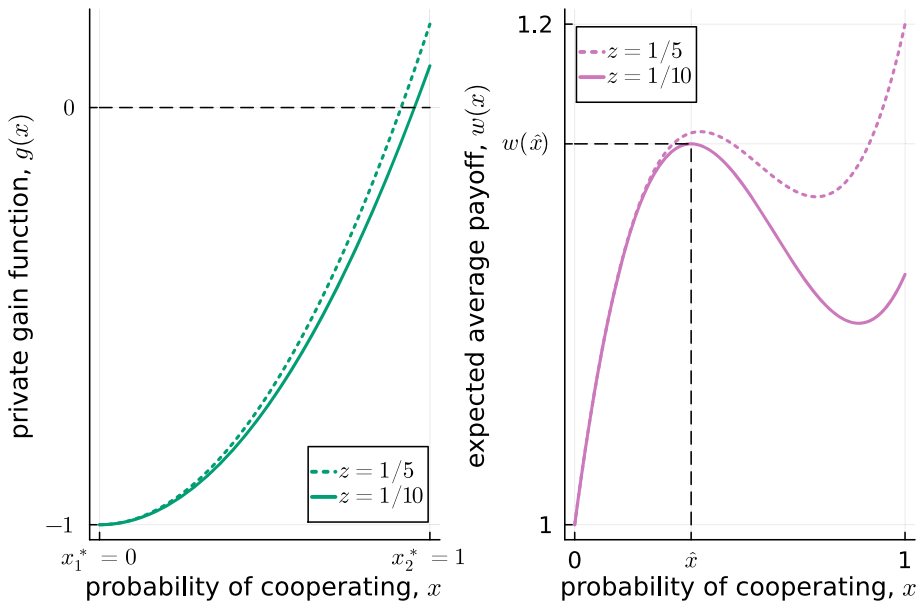 private gain function, g(x)
0
−1
z = 1/5
z = 1/10
x₁* = 0
x₂* = 1
probability of cooperating, x
expected average payoff, w(x)
1.2
w(x̂)
1
z = 1/5
z = 1/10
0
x̂
1
probability of cooperating, x